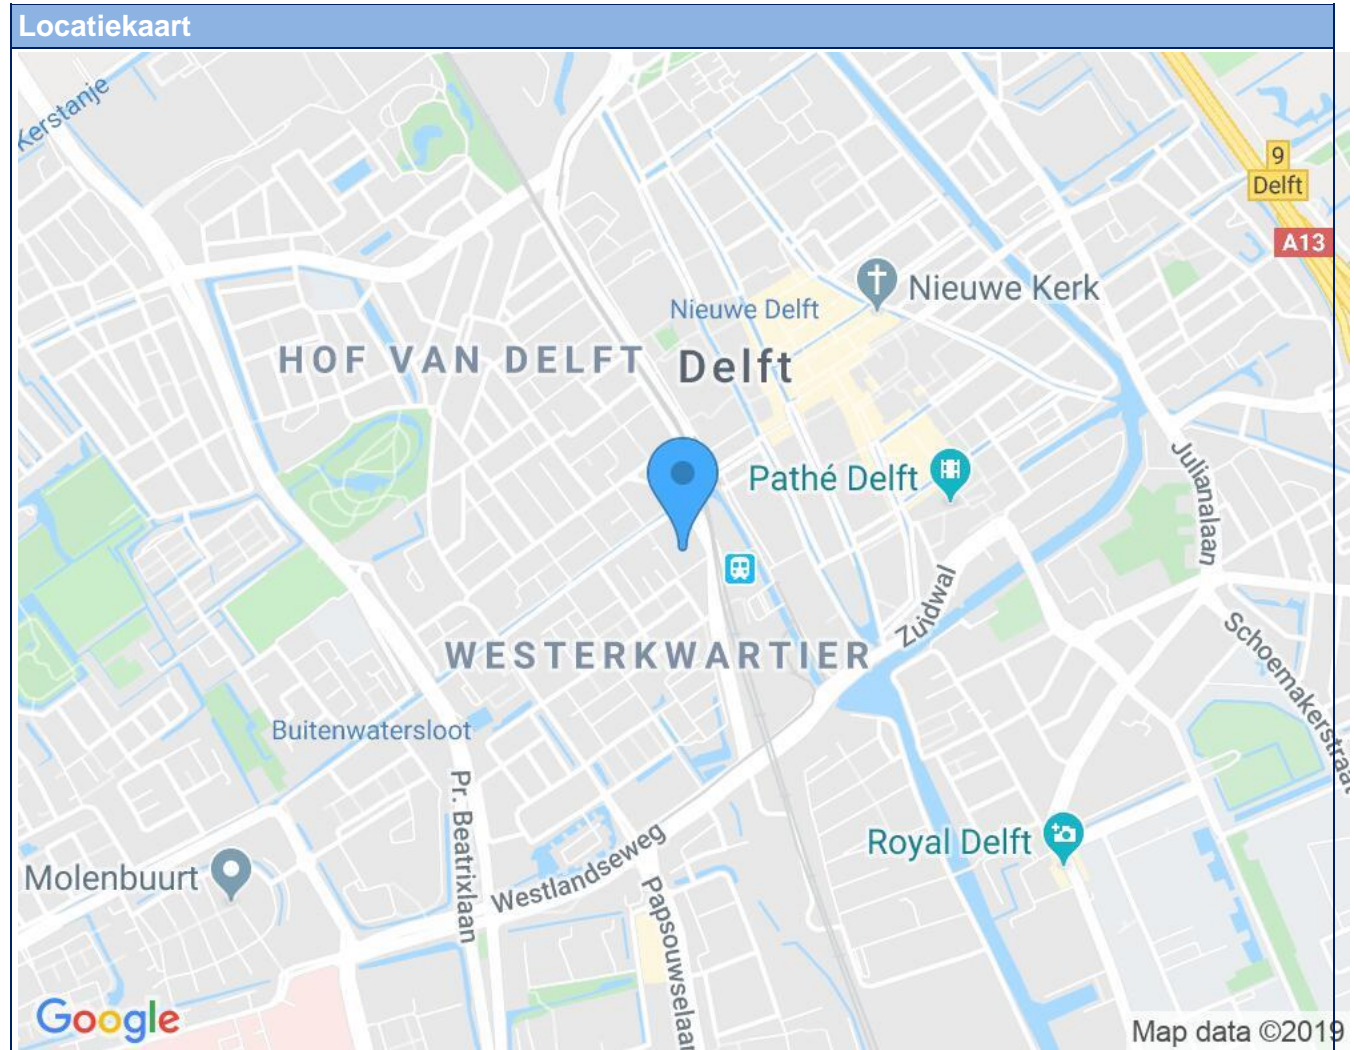 Locatiekaart
Kerstanje
9
Delft
A13
Nieuwe Kerk
Nieuwe Delft
HOF VAN DELFT
Delft
Pathé Delft
Julianalaan
Zuidwal
Schoemakerstraat
WESTERKWARTIER
Buitenwatersloot
Pr. Beatrixlaan
Royal Delft
Westlandseweg
Molenbuurt
Papsouwselaan
Google
Map data ©2019